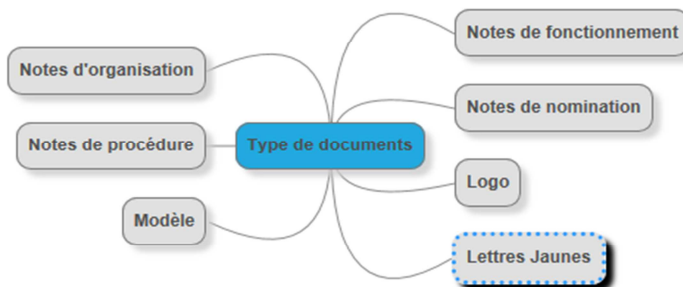 Notes de fonctionnement
Notes d'organisation
Notes de nomination
Notes de procédure
Type de documents
Logo
Modèle
Lettres Jaunes